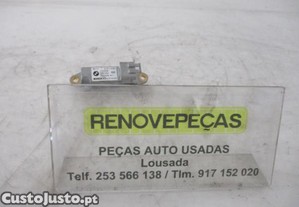 RENOVEPEÇAS
PEÇAS AUTO USADAS
Lousada
Telf. 253 566 138 / Tlm. 917 152 020
CustoJusto.pt